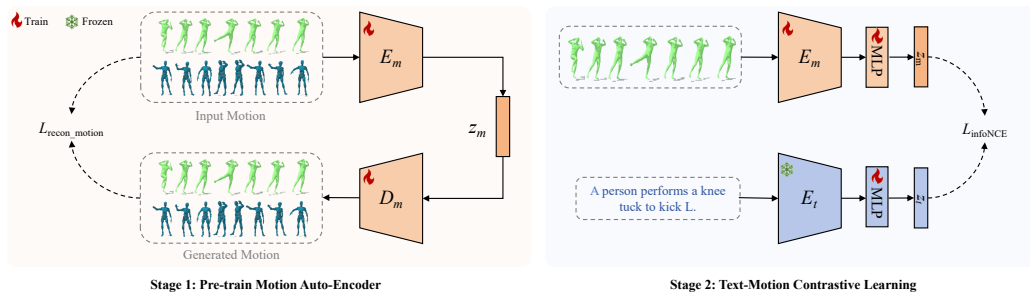 Train
Frozen
E_m
Input Motion
L_recon_motion
z_m
D_m
Generated Motion
Stage 1: Pre-train Motion Auto-Encoder
E_m
MLP
z_m
L_infoNCE
A person performs a knee
tuck to kick L.
E_t
MLP
z_t
Stage 2: Text-Motion Contrastive Learning